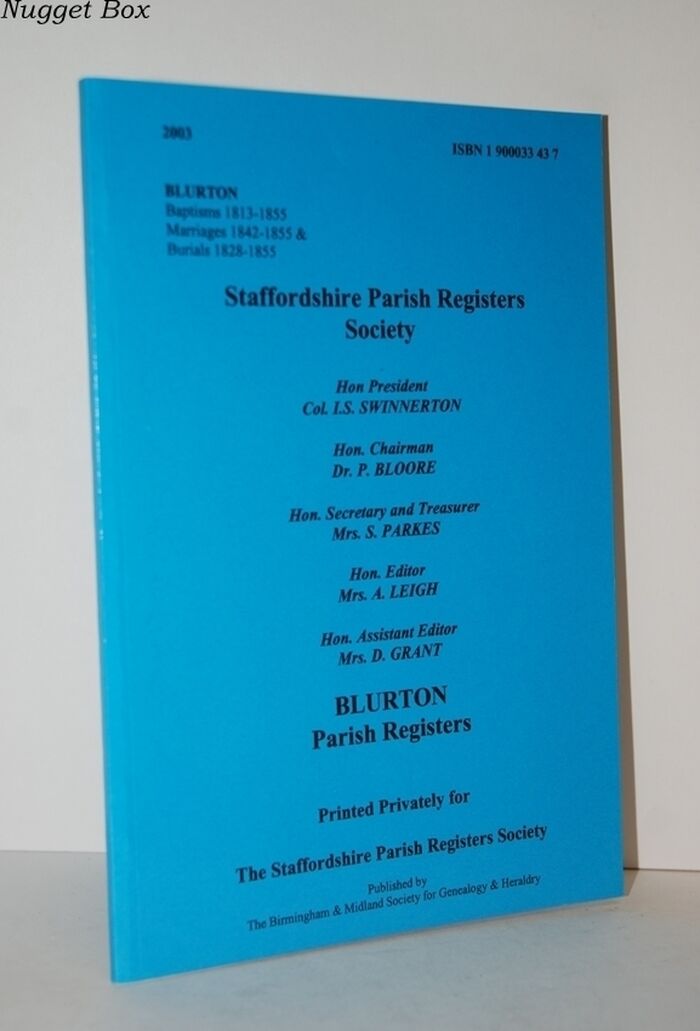 Nugget Box
2003
ISBN 1 900033 43 7
BLURTON
Baptisms 1813-1855
Marriages 1842-1855 &
Burials 1828-1855
Staffordshire Parish Registers
Society
Hon President
Col. I.S. SWINNERTON
Hon. Chairman
Dr. P. BLOORE
Hon. Secretary and Treasurer
Mrs. S. PARKES
Hon. Editor
Mrs. A. LEIGH
Hon. Assistant Editor
Mrs. D. GRANT
BLURTON
Parish Registers
Printed Privately for
The Staffordshire Parish Registers Society
Published by
The Birmingham & Midland Society for Genealogy & Heraldry